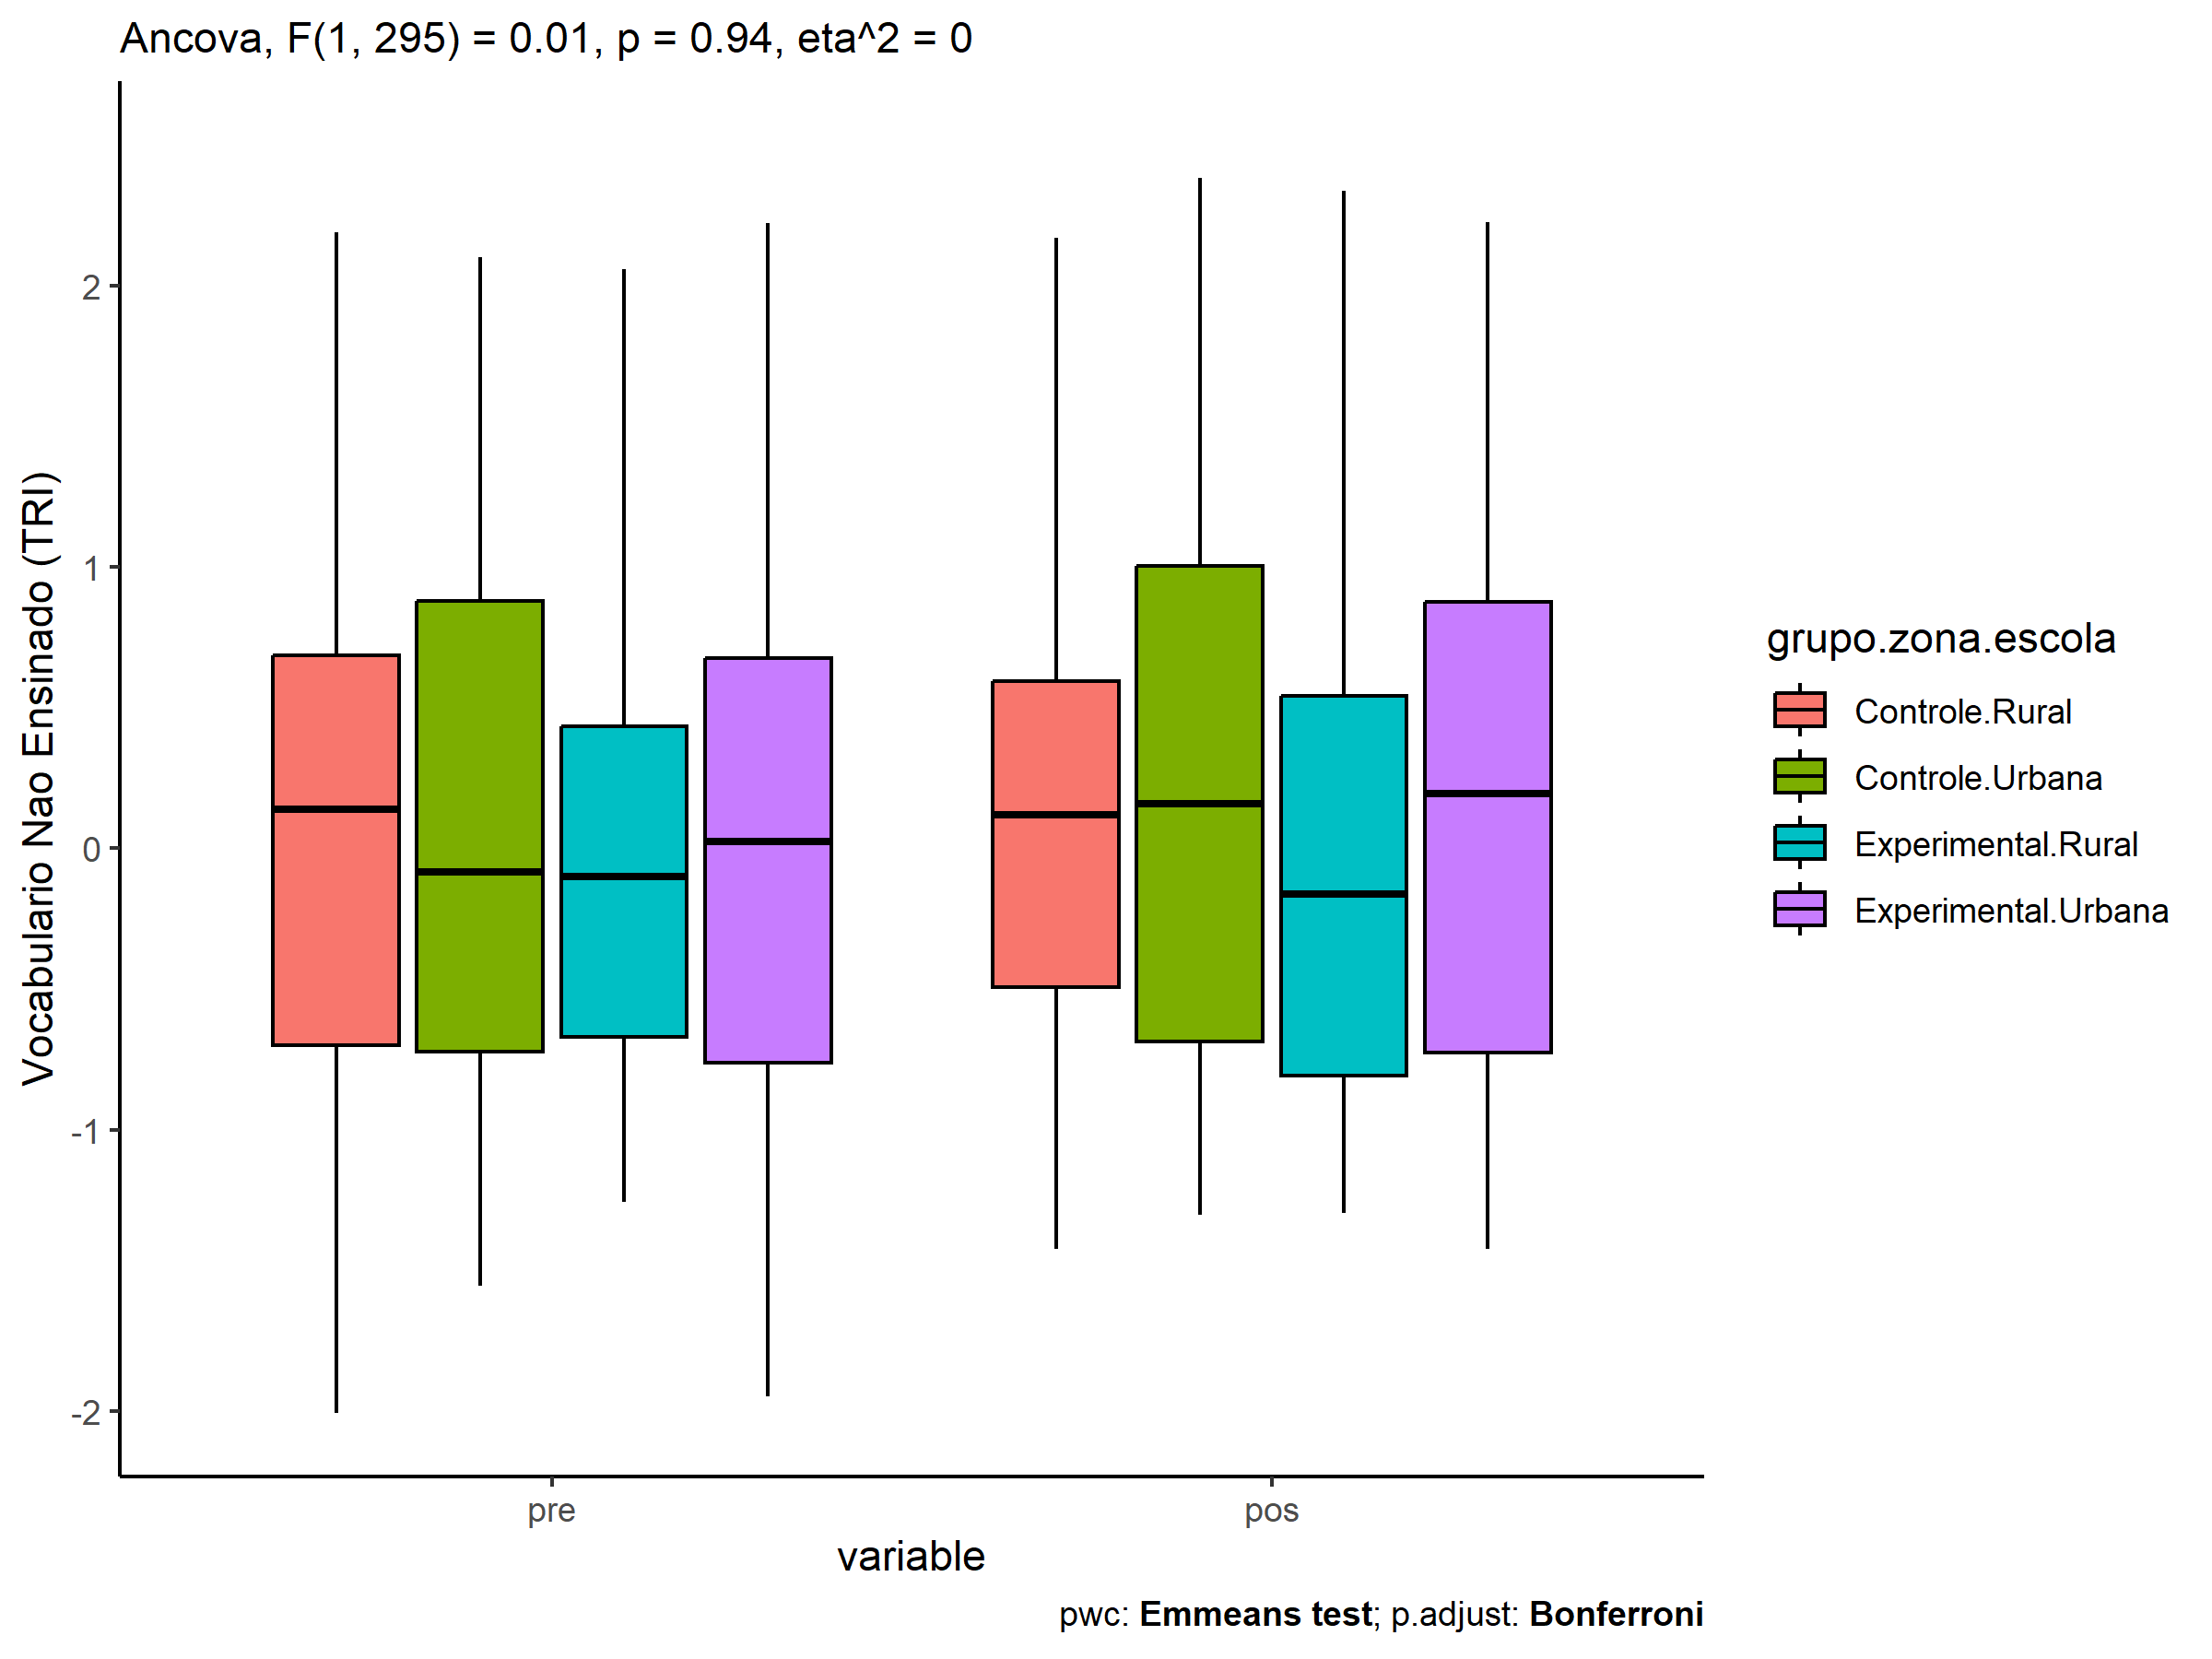 Ancova, F(1, 295) = 0.01, p = 0.94, eta^2 = 0
Vocabulario Nao Ensinado (TRI)
2
1
0
-1
-2
pre
pos
variable
grupo.zona.escola
Controle.Rural
Controle.Urbana
Experimental.Rural
Experimental.Urbana
pwc: Emmeans test; p.adjust: Bonferroni